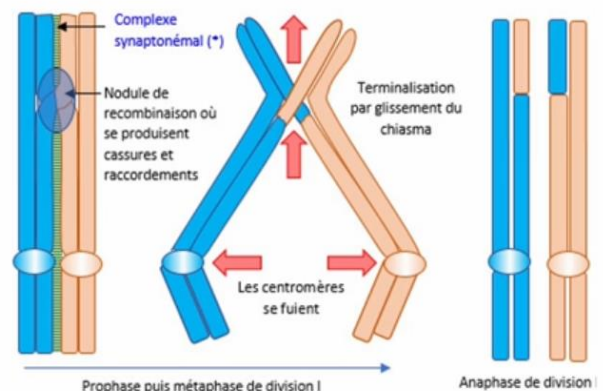 Complexe
synaptonémal (*)
Nodule de
recombinaison où
se produisent
cassures et
raccordements
Terminalisation
par glissement du
chiasma
Les centromères
se fuient
Prophase puis métaphase de division I
Anaphase de division I